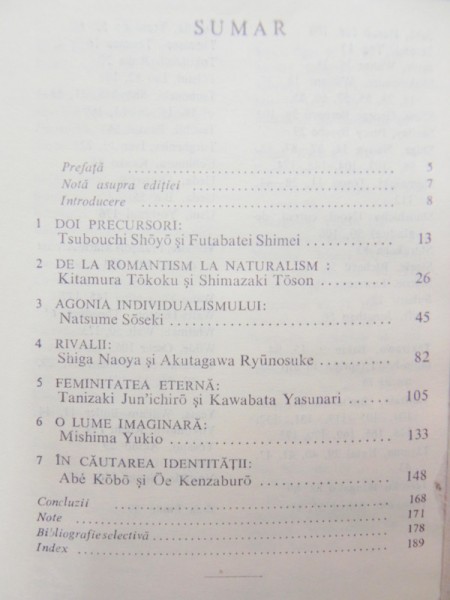 SUMAR
Prefață 5
Notă asupra ediției 7
Introducere 8
1 DOI PRECURSORI:
Tsubouchi Shōyō și Futabatei Shimei 13
2 DE LA ROMANTISM LA NATURALISM :
Kitamura Tōkoku și Shimazaki Tōson 26
3 AGONIA INDIVIDUALISMULUI:
Natsume Sōseki 45
4 RIVALII:
Shiga Naoya și Akutagawa Ryūnosuke 82
5 FEMINITATEA ETERNĂ:
Tanizaki Jun'ichirō și Kawabata Yasunari 105
6 O LUME IMAGINARĂ:
Mishima Yukio 133
7 ÎN CĂUTAREA IDENTITĂȚII:
Abé Kōbō și Ōe Kenzaburō 148
Concluzii 168
Note 171
Bibliografie selectivă 178
Index 189